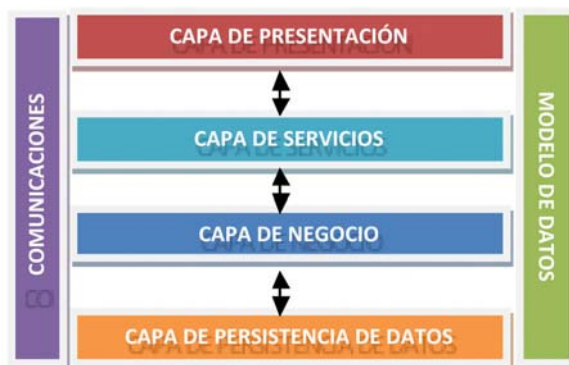 COMUNICACIONES
CAPA DE PRESENTACIÓN
CAPA DE SERVICIOS
CAPA DE NEGOCIO
CAPA DE PERSISTENCIA DE DATOS
MODELO DE DATOS